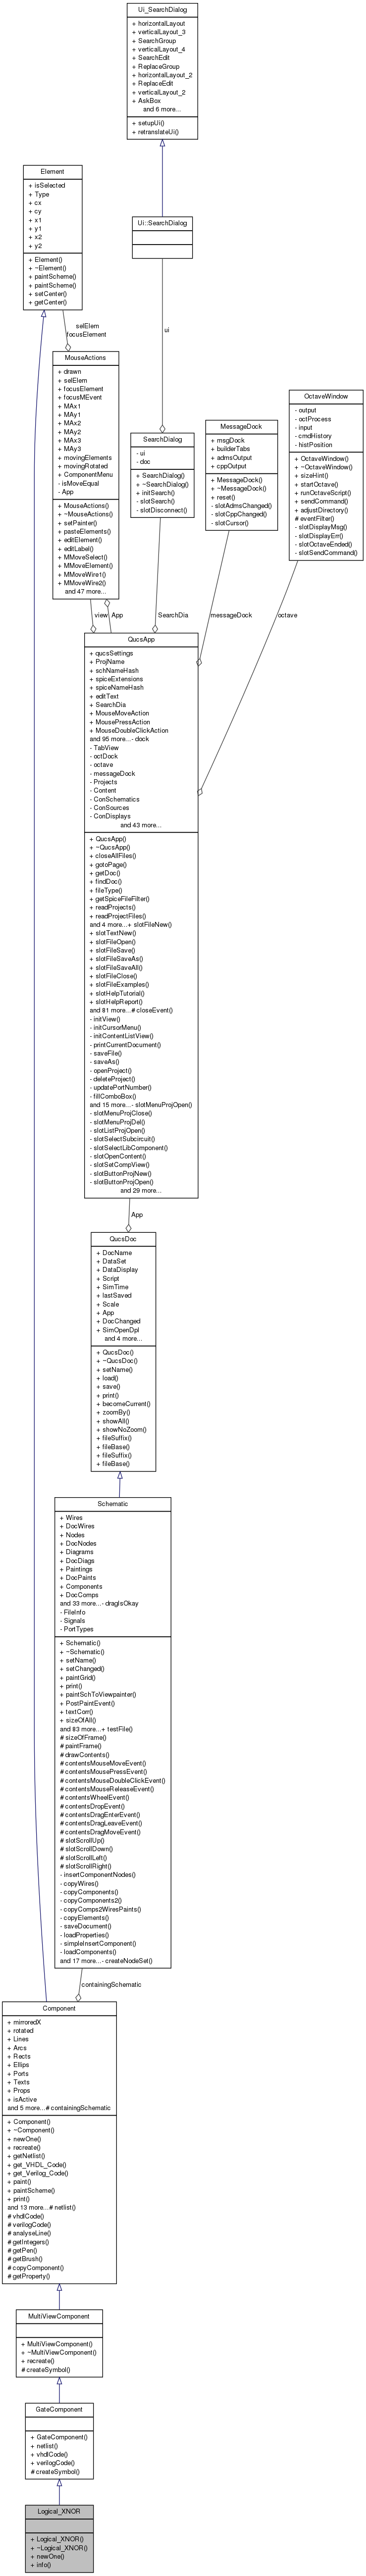 Ui_SearchDialog
+ horizontalLayout
+ verticalLayout_3
+ SearchGroup
+ verticalLayout_4
+ SearchEdit
+ ReplaceGroup
+ horizontalLayout_2
+ ReplaceEdit
+ verticalLayout_2
+ AskBox
and 6 more...
+ setupUi()
+ retranslateUi()
Element
+ isSelected
+ Type
+ cx
+ cy
+ x1
+ y1
+ x2
+ y2
+ Element()
+ ~Element()
+ paintScheme()
+ paintScheme()
+ setCenter()
+ getCenter()
Ui::SearchDialog
selElem
focusElement
ui
MouseActions
+ drawn
+ selElem
+ focusElement
+ focusMEvent
+ MAx1
+ MAy1
+ MAx2
+ MAy2
+ MAx3
+ MAy3
+ movingElements
+ movingRotated
+ ComponentMenu
- isMoveEqual
- App
+ MouseActions()
+ ~MouseActions()
+ setPainter()
+ pasteElements()
+ editElement()
+ editLabel()
+ MMoveSelect()
+ MMoveElement()
+ MMoveWire1()
+ MMoveWire2()
and 47 more...
SearchDialog
- ui
- doc
+ SearchDialog()
+ ~SearchDialog()
+ initSearch()
- slotSearch()
- slotDisconnect()
MessageDock
+ msgDock
+ builderTabs
+ admsOutput
+ cppOutput
+ MessageDock()
+ ~MessageDock()
+ reset()
- slotAdmsChanged()
- slotCppChanged()
- slotCursor()
OctaveWindow
- output
- octProcess
- input
- cmdHistory
- histPosition
+ OctaveWindow()
+ ~OctaveWindow()
+ sizeHint()
+ startOctave()
+ runOctaveScript()
+ sendCommand()
+ adjustDirectory()
# eventFilter()
- slotDisplayMsg()
- slotDisplayErr()
- slotOctaveEnded()
- slotSendCommand()
view
App
SearchDia
messageDock
octave
QucsApp
+ qucsSettings
+ ProjName
+ schNameHash
+ spiceExtensions
+ spiceNameHash
+ editText
+ SearchDia
+ MouseMoveAction
+ MousePressAction
+ MouseDoubleClickAction
and 95 more...- dock
- TabView
- octDock
- octave
- messageDock
- Projects
- Content
- ConSchematics
- ConSources
- ConDisplays
and 43 more...
+ QucsApp()
+ ~QucsApp()
+ closeAllFiles()
+ gotoPage()
+ getDoc()
+ findDoc()
+ fileType()
+ getSpiceFileFilter()
+ readProjects()
+ readProjectFiles()
and 4 more...+ slotFileNew()
+ slotTextNew()
+ slotFileOpen()
+ slotFileSave()
+ slotFileSaveAs()
+ slotFileSaveAll()
+ slotFileClose()
+ slotFileExamples()
+ slotHelpTutorial()
+ slotHelpReport()
and 81 more...# closeEvent()
- initView()
- initCursorMenu()
- initContentListView()
- printCurrentDocument()
- saveFile()
- saveAs()
- openProject()
- deleteProject()
- updatePortNumber()
- fillComboBox()
and 15 more...- slotMenuProjOpen()
- slotMenuProjClose()
- slotMenuProjDel()
- slotListProjOpen()
- slotSelectSubcircuit()
- slotSelectLibComponent()
- slotOpenContent()
- slotSetCompView()
- slotButtonProjNew()
- slotButtonProjOpen()
and 29 more...
App
QucsDoc
+ DocName
+ DataSet
+ DataDisplay
+ Script
+ SimTime
+ lastSaved
+ Scale
+ App
+ DocChanged
+ SimOpenDpl
and 4 more...
+ QucsDoc()
+ ~QucsDoc()
+ setName()
+ load()
+ save()
+ print()
+ becomeCurrent()
+ zoomBy()
+ showAll()
+ showNoZoom()
+ fileSuffix()
+ fileBase()
+ fileSuffix()
+ fileBase()
Schematic
+ Wires
+ DocWires
+ Nodes
+ DocNodes
+ Diagrams
+ DocDiags
+ Paintings
+ DocPaints
+ Components
+ DocComps
and 33 more...- dragIsOkay
- FileInfo
- Signals
- PortTypes
+ Schematic()
+ ~Schematic()
+ setName()
+ setChanged()
+ paintGrid()
+ print()
+ paintSchToViewpainter()
+ PostPaintEvent()
+ textCorr()
+ sizeOfAll()
and 83 more...+ testFile()
# sizeOfFrame()
# paintFrame()
# drawContents()
# contentsMouseMoveEvent()
# contentsMousePressEvent()
# contentsMouseDoubleClickEvent()
# contentsMouseReleaseEvent()
# contentsWheelEvent()
# contentsDropEvent()
# contentsDragEnterEvent()
# contentsDragLeaveEvent()
# contentsDragMoveEvent()
# slotScrollUp()
# slotScrollDown()
# slotScrollLeft()
# slotScrollRight()
- insertComponentNodes()
- copyWires()
- copyComponents()
- copyComponents2()
- copyComps2WiresPaints()
- copyElements()
- saveDocument()
- loadProperties()
- simpleInsertComponent()
- loadComponents()
and 17 more...- createNodeSet()
containingSchematic
Component
+ mirroredX
+ rotated
+ Lines
+ Arcs
+ Rects
+ Ellips
+ Ports
+ Texts
+ Props
+ isActive
and 5 more...# containingSchematic
+ Component()
+ ~Component()
+ newOne()
+ recreate()
+ getNetlist()
+ get_VHDL_Code()
+ get_Verilog_Code()
+ paint()
+ paintScheme()
+ print()
and 13 more...# netlist()
# vhdlCode()
# verilogCode()
# analyseLine()
# getIntegers()
# getPen()
# getBrush()
# copyComponent()
# getProperty()
MultiViewComponent
+ MultiViewComponent()
+ ~MultiViewComponent()
+ recreate()
# createSymbol()
GateComponent
+ GateComponent()
+ netlist()
+ vhdlCode()
+ verilogCode()
# createSymbol()
Logical_XNOR
+ Logical_XNOR()
+ ~Logical_XNOR()
+ newOne()
+ info()